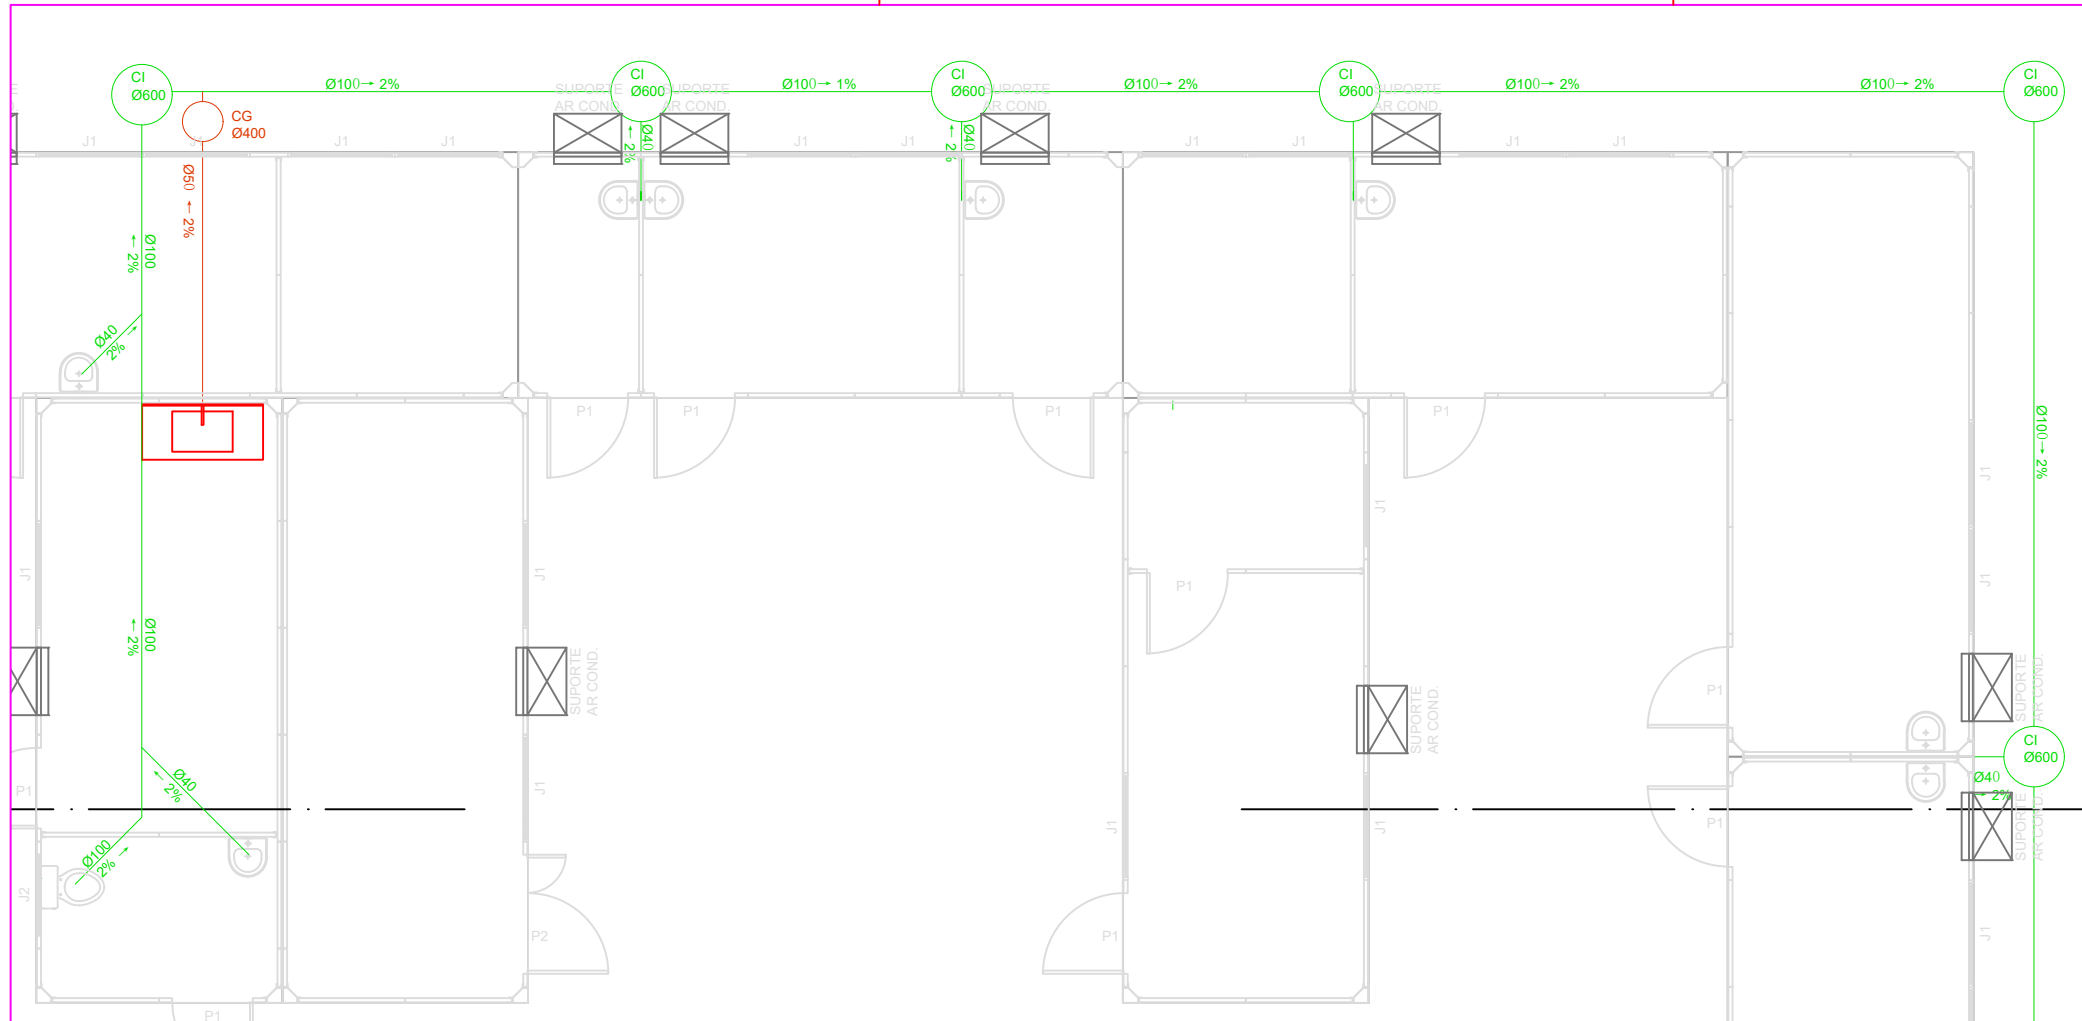 CI
Ø600
Ø100→ 2%
CI
Ø600
Ø100→ 1%
CI
Ø600
Ø100→ 2%
CI
Ø600
Ø100→ 2%
Ø100→ 2%
CI
Ø600
SUPORTE
AR COND.
SUPORTE
AR COND.
SUPORTE
AR COND.
SUPORTE
AR COND.
CG
Ø400
J1
J1
J1
J1
J1
J1
J1
J1
J1
J1
Ø40
← 2%
Ø40
← 2%
Ø50 ← 2%
Ø100
← 2%
Ø40
2% →
P1
P1
P1
P1
Ø100→ 2%
J1
J1
J1
J1
J1
P1
Ø100
← 2%
SUPORTE
AR COND.
SUPORTE
AR COND.
SUPORTE
AR COND.
P1
CI
Ø600
Ø40
→ 2%
Ø40
← 2%
P1
J1
J1
J1
P1
SUPORTE
AR COND.
Ø100
2% →
J2
P2
P1
J1
P1